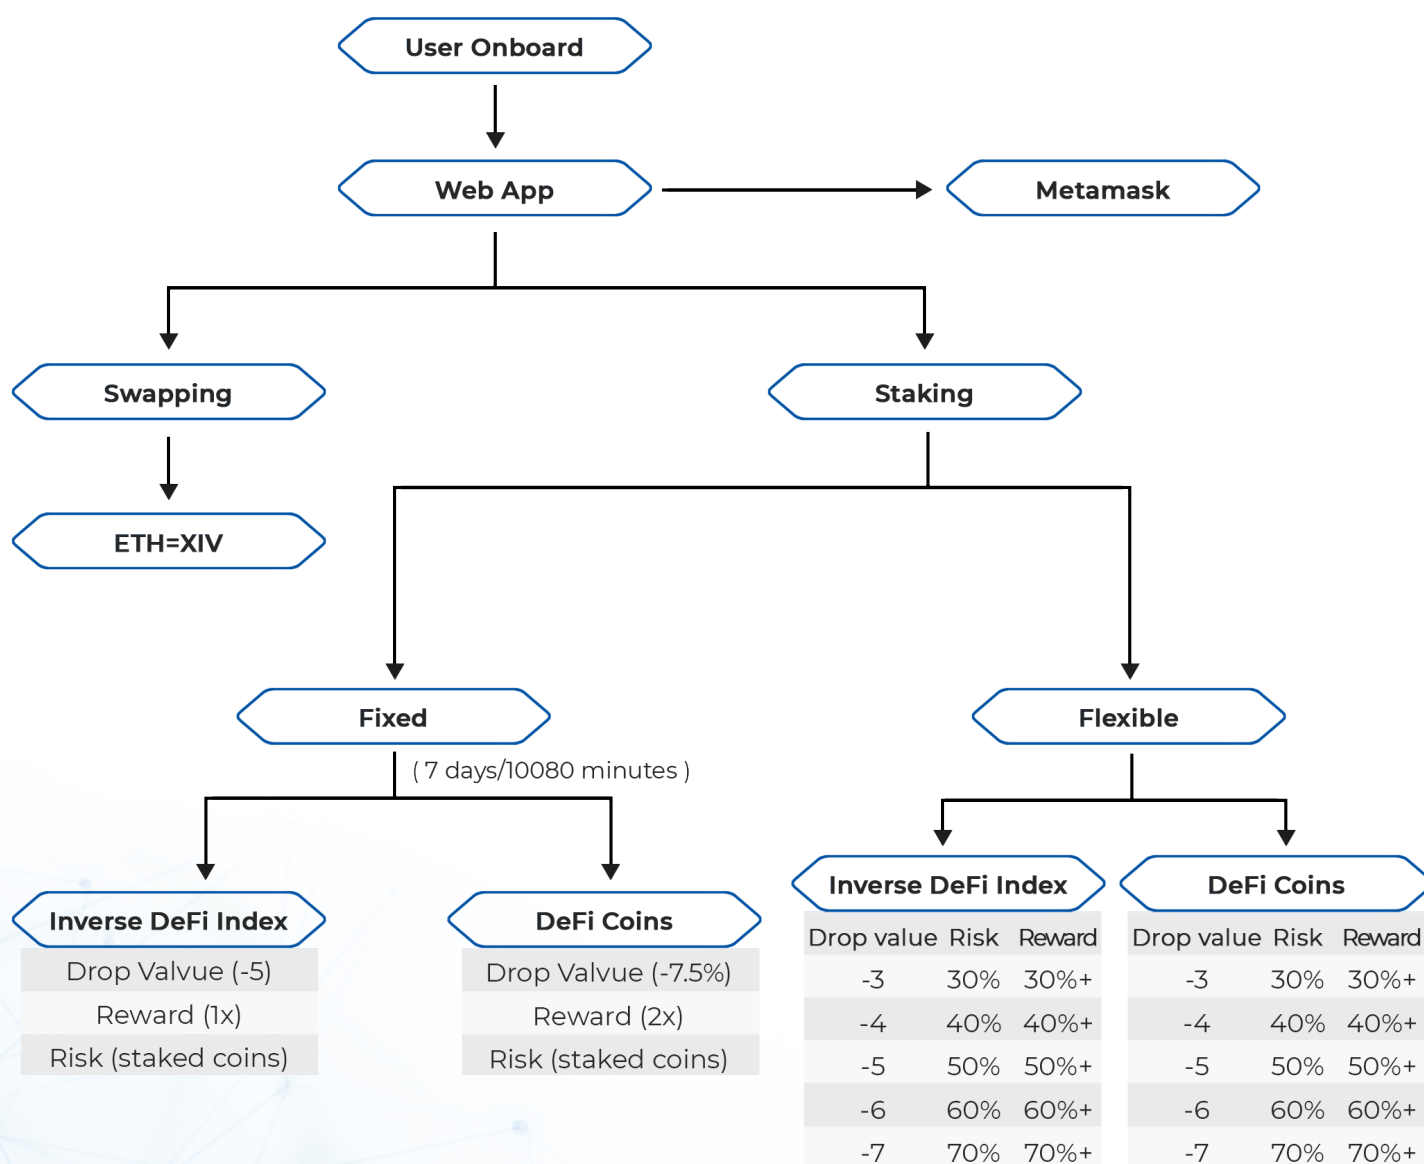 User Onboard
Web App
Metamask
Swapping
Staking
ETH=XIV
Fixed
Flexible
( 7 days/10080 minutes )
Inverse DeFi Index
Drop Valvue (-5)
Reward (1x)
Risk (staked coins)
DeFi Coins
Drop Valvue (-7.5%)
Reward (2x)
Risk (staked coins)
Inverse DeFi Index
Drop value Risk Reward
-3 30% 30%+
-4 40% 40%+
-5 50% 50%+
-6 60% 60%+
-7 70% 70%+
DeFi Coins
Drop value Risk Reward
-3 30% 30%+
-4 40% 40%+
-5 50% 50%+
-6 60% 60%+
-7 70% 70%+